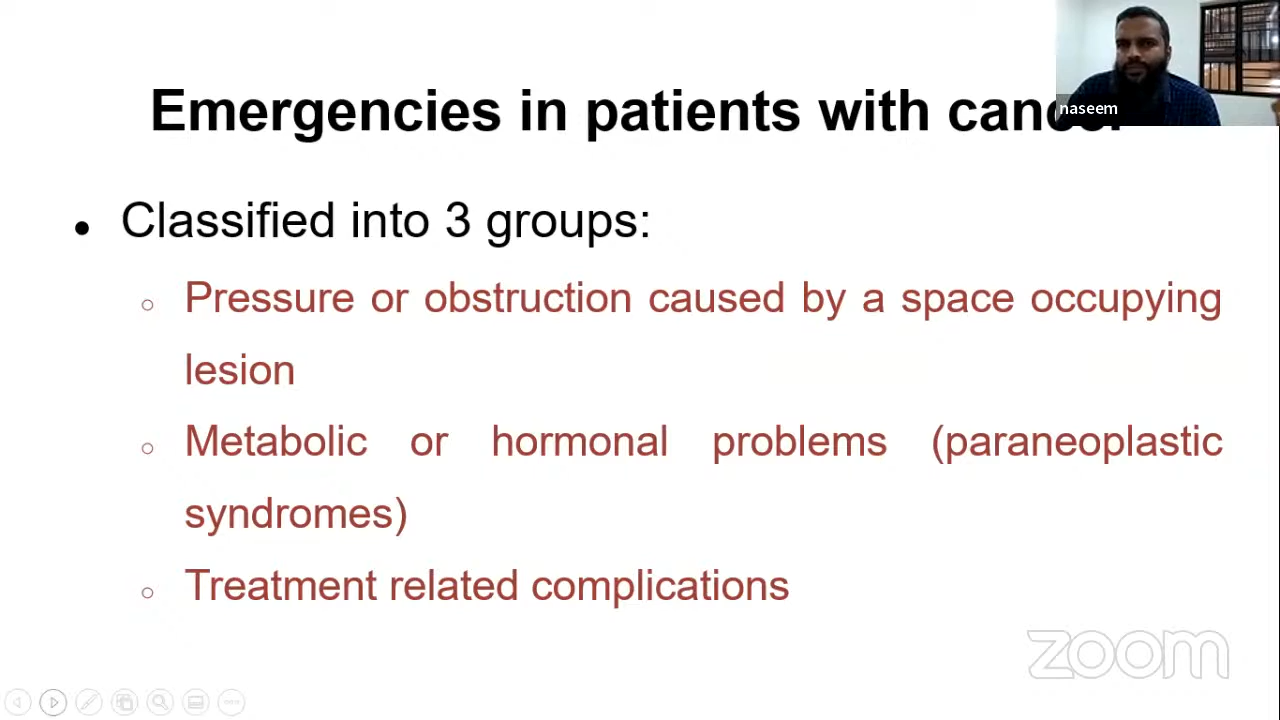 Emergencies in patients with cancer
naseem
• Classified into 3 groups:
○ Pressure or obstruction caused by a space occupying
lesion
○ Metabolic or hormonal problems (paraneoplastic
syndromes)
○ Treatment related complications
zoom